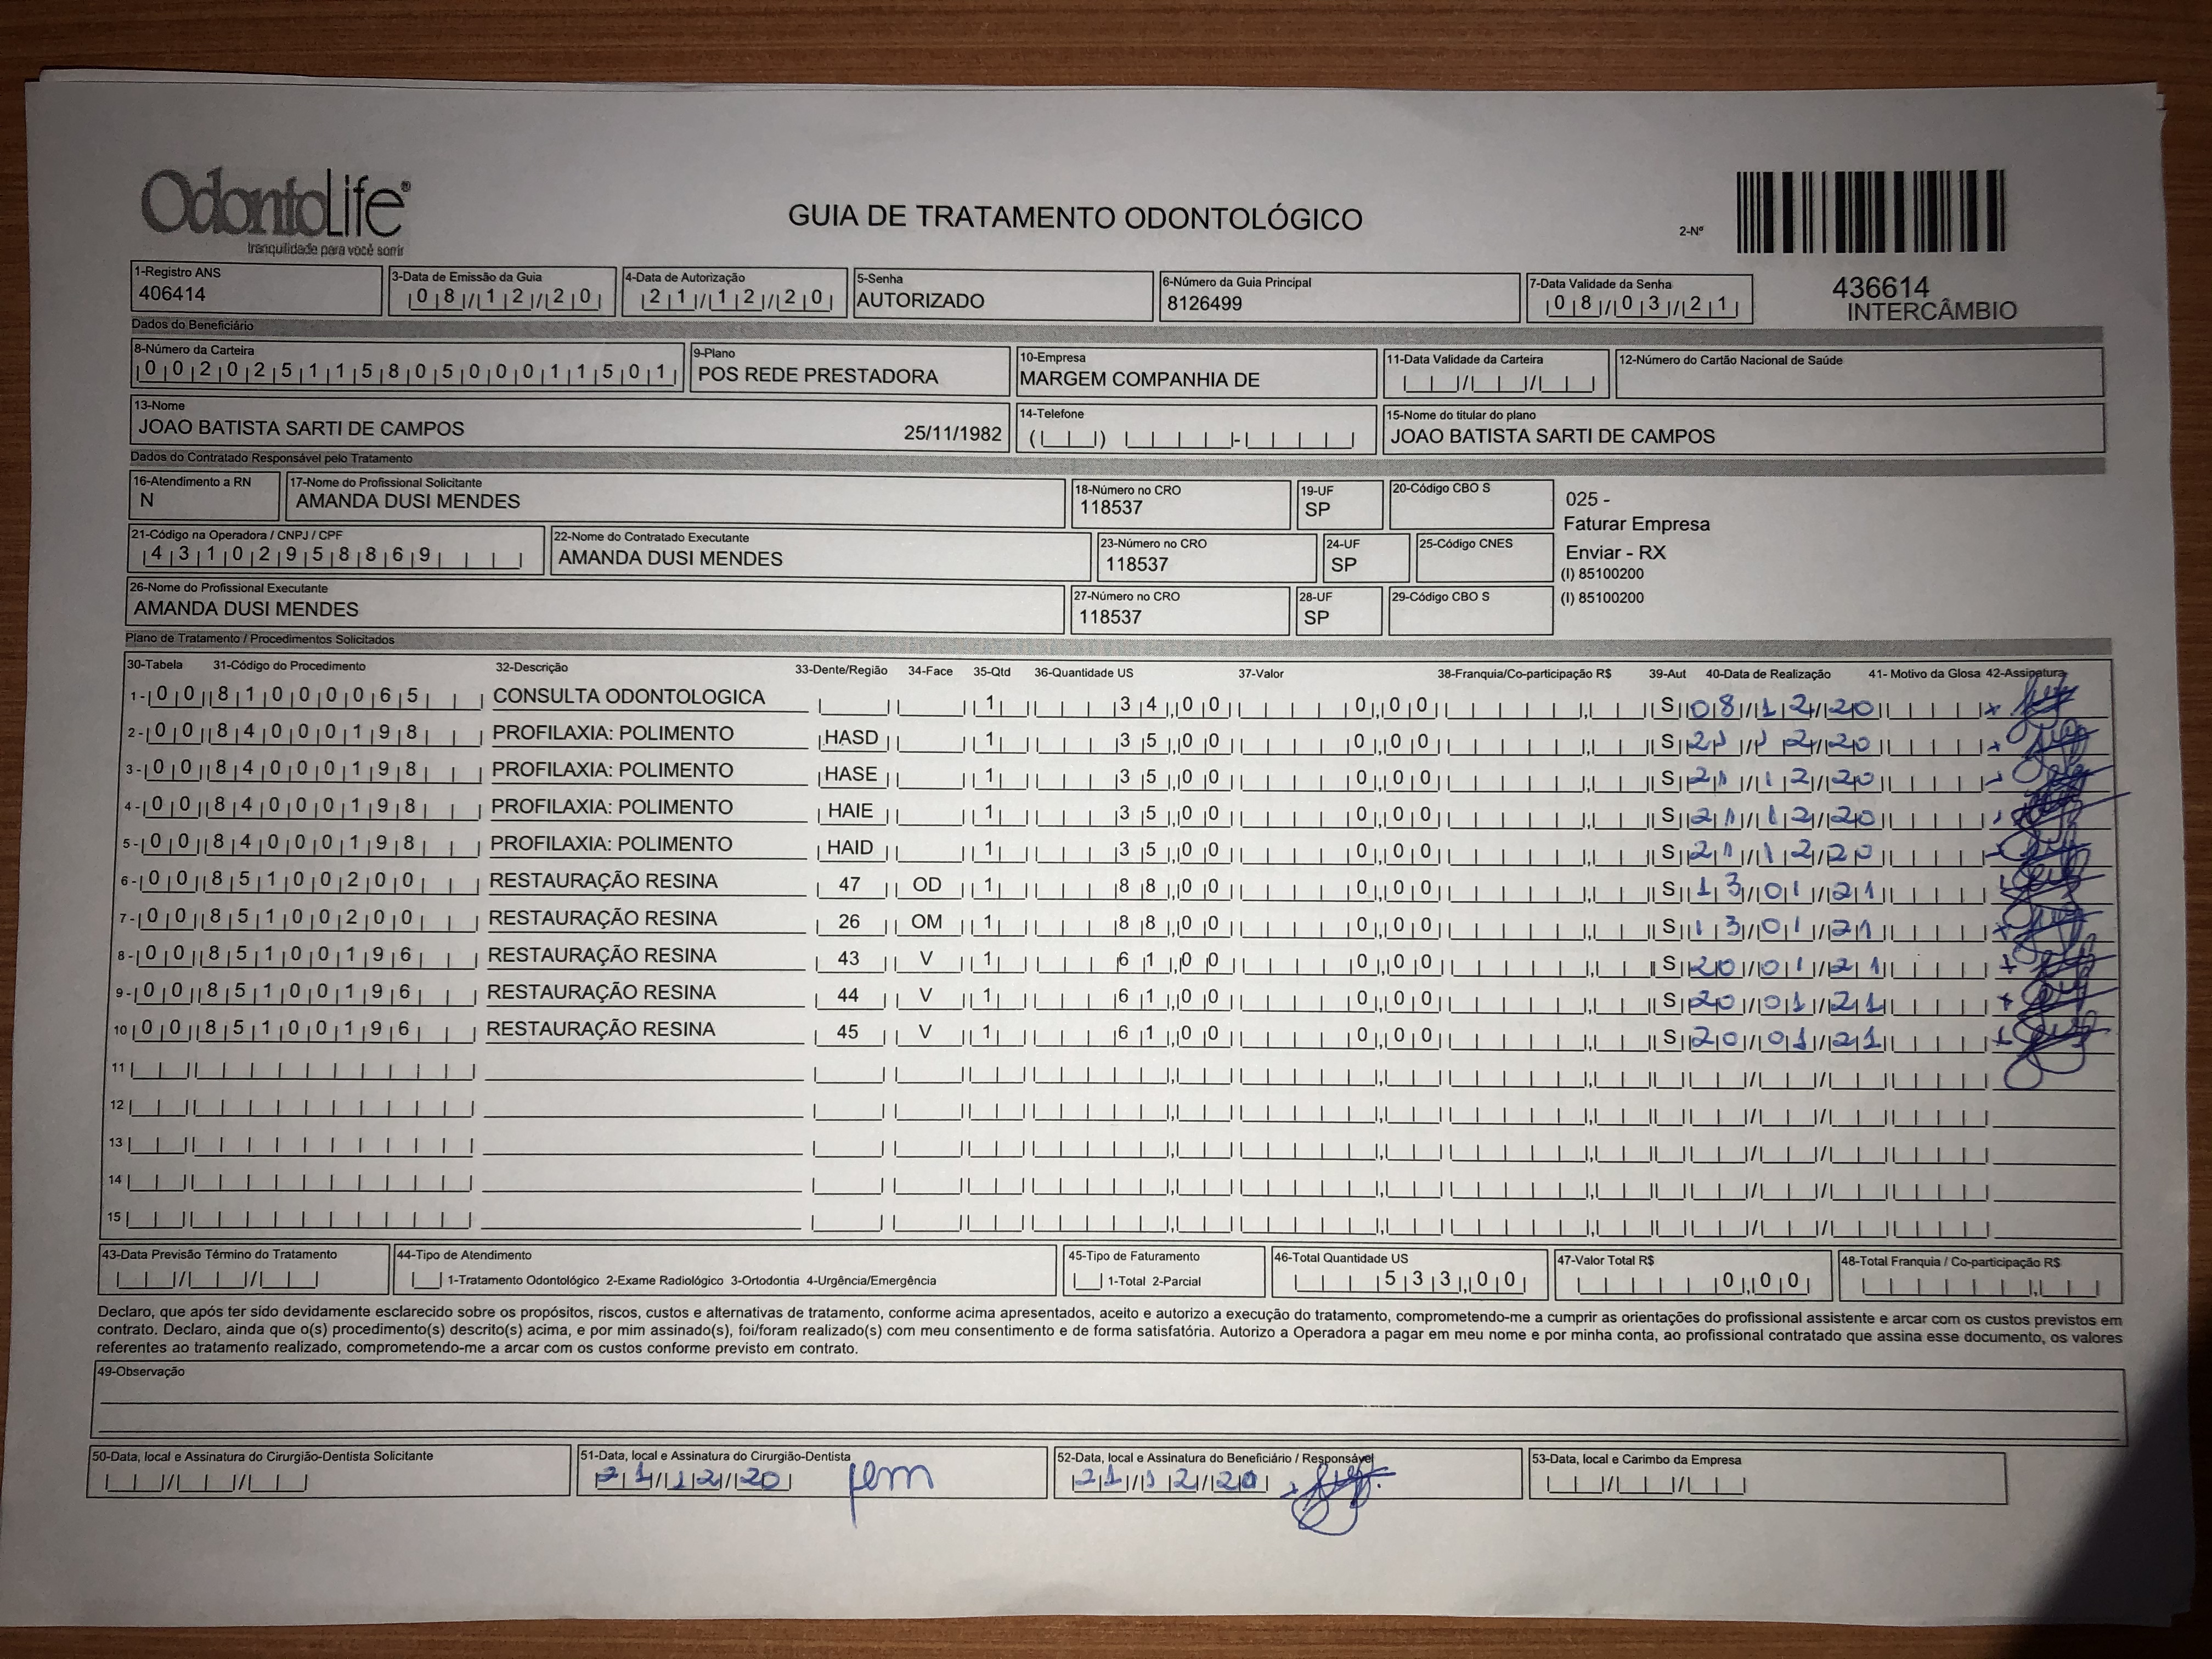 OdontoLife®
tranquilidade para você sorrir
GUIA DE TRATAMENTO ODONTOLÓGICO
2-Nº
436614
INTERCÂMBIO
1-Registro ANS
406414
3-Data de Emissão da Guia
08/12/20
4-Data de Autorização
21/12/20
5-Senha
AUTORIZADO
6-Número da Guia Principal
8126499
7-Data Validade da Senha
08/03/21
Dados do Beneficiário
8-Número da Carteira
00202511580500011501
9-Plano
POS REDE PRESTADORA
10-Empresa
MARGEM COMPANHIA DE
11-Data Validade da Carteira
12-Número do Cartão Nacional de Saúde
13-Nome
JOAO BATISTA SARTI DE CAMPOS 25/11/1982
14-Telefone
15-Nome do titular do plano
JOAO BATISTA SARTI DE CAMPOS
Dados do Contratado Responsável pelo Tratamento
16-Atendimento a RN
N
17-Nome do Profissional Solicitante
AMANDA DUSI MENDES
18-Número no CRO
118537
19-UF
SP
20-Código CBO S
025 -
Faturar Empresa
Enviar - RX
(I) 85100200
(I) 85100200
21-Código na Operadora / CNPJ / CPF
43102958869
22-Nome do Contratado Executante
AMANDA DUSI MENDES
23-Número no CRO
118537
24-UF
SP
25-Código CNES
26-Nome do Profissional Executante
AMANDA DUSI MENDES
27-Número no CRO
118537
28-UF
SP
29-Código CBO S
Plano de Tratamento / Procedimentos Solicitados
30-Tabela 31-Código do Procedimento 32-Descrição 33-Dente/Região 34-Face 35-Qtd 36-Quantidade US 37-Valor 38-Franquia/Co-participação R$ 39-Aut 40-Data de Realização 41- Motivo da Glosa 42-Assinatura
1- 00 81000065 CONSULTA ODONTOLOGICA 1 34,00 0,00 S 08/12/20
2- 00 84000198 PROFILAXIA: POLIMENTO HASD 1 35,00 0,00 S 21/12/20
3- 00 84000198 PROFILAXIA: POLIMENTO HASE 1 35,00 0,00 S 21/12/20
4- 00 84000198 PROFILAXIA: POLIMENTO HAIE 1 35,00 0,00 S 21/12/20
5- 00 84000198 PROFILAXIA: POLIMENTO HAID 1 35,00 0,00 S 21/12/20
6- 00 85100200 RESTAURAÇÃO RESINA 47 OD 1 88,00 0,00 S 13/01/21
7- 00 85100200 RESTAURAÇÃO RESINA 26 OM 1 88,00 0,00 S 13/01/21
8- 00 85100196 RESTAURAÇÃO RESINA 43 V 1 61,00 0,00 S 20/01/21
9- 00 85100196 RESTAURAÇÃO RESINA 44 V 1 61,00 0,00 S 20/01/21
10 00 85100196 RESTAURAÇÃO RESINA 45 V 1 61,00 0,00 S 20/01/21
11
12
13
14
15
43-Data Previsão Término do Tratamento
44-Tipo de Atendimento
1-Tratamento Odontológico 2-Exame Radiológico 3-Ortodontia 4-Urgência/Emergência
45-Tipo de Faturamento
1-Total 2-Parcial
46-Total Quantidade US
533,00
47-Valor Total R$
0,00
48-Total Franquia / Co-participação R$
Declaro, que após ter sido devidamente esclarecido sobre os propósitos, riscos, custos e alternativas de tratamento, conforme acima apresentados, aceito e autorizo a execução do tratamento, comprometendo-me a cumprir as orientações do profissional assistente e arcar com os custos previstos em
contrato. Declaro, ainda que o(s) procedimento(s) descrito(s) acima, e por mim assinado(s), foi/foram realizado(s) com meu consentimento e de forma satisfatória. Autorizo a Operadora a pagar em meu nome e por minha conta, ao profissional contratado que assina esse documento, os valores
referentes ao tratamento realizado, comprometendo-me a arcar com os custos conforme previsto em contrato.
49-Observação
50-Data, local e Assinatura do Cirurgião-Dentista Solicitante
51-Data, local e Assinatura do Cirurgião-Dentista
21/12/20
52-Data, local e Assinatura do Beneficiário / Responsável
21/12/20
53-Data, local e Carimbo da Empresa